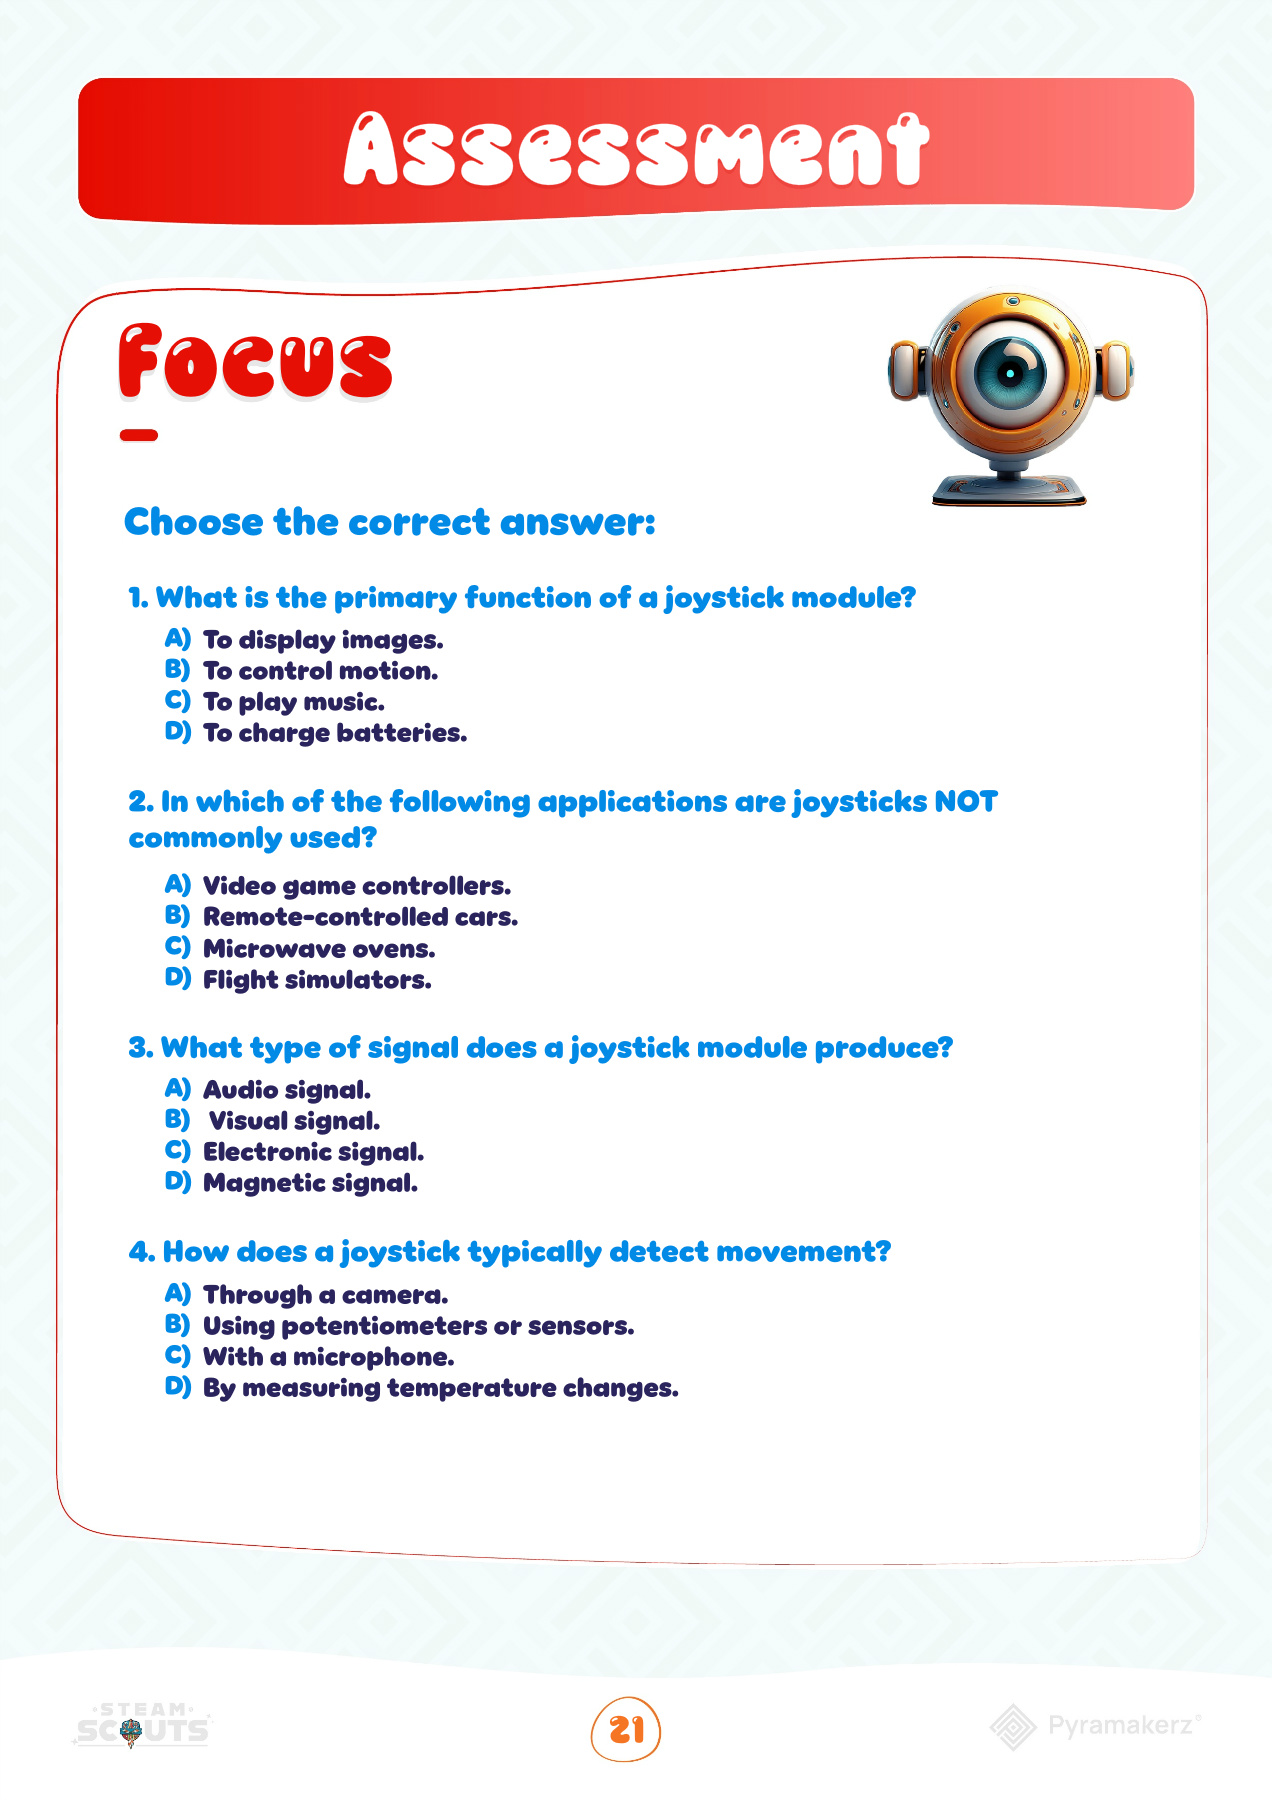 Assessment
Focus
Choose the correct answer:
1. What is the primary function of a joystick module?
A) To display images.
B) To control motion.
C) To play music.
D) To charge batteries.
2. In which of the following applications are joysticks NOT
commonly used?
A) Video game controllers.
B) Remote-controlled cars.
C) Microwave ovens.
D) Flight simulators.
3. What type of signal does a joystick module produce?
A) Audio signal.
B) Visual signal.
C) Electronic signal.
D) Magnetic signal.
4. How does a joystick typically detect movement?
A) Through a camera.
B) Using potentiometers or sensors.
C) With a microphone.
D) By measuring temperature changes.
STEAM
SCOUTS
21
Pyramakerz